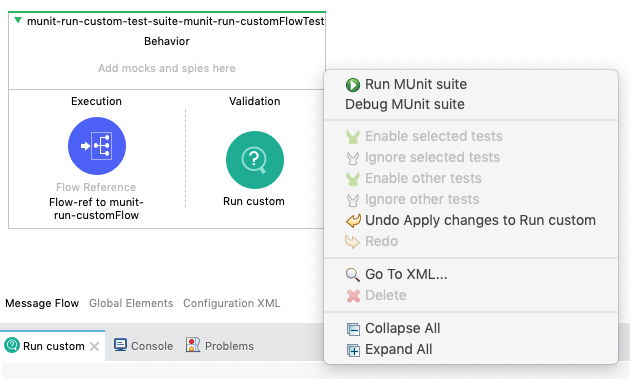 munit-run-custom-test-suite-munit-run-customFlowTest
Behavior
Add mocks and spies here
Execution
Validation
Flow Reference
Flow-ref to munit-
run-customFlow
Run custom
Run MUnit suite
Debug MUnit suite
Enable selected tests
Ignore selected tests
Enable other tests
Ignore other tests
Undo Apply changes to Run custom
Redo
Go To XML...
Delete
Collapse All
Expand All
Message Flow Global Elements Configuration XML
Run custom Console Problems